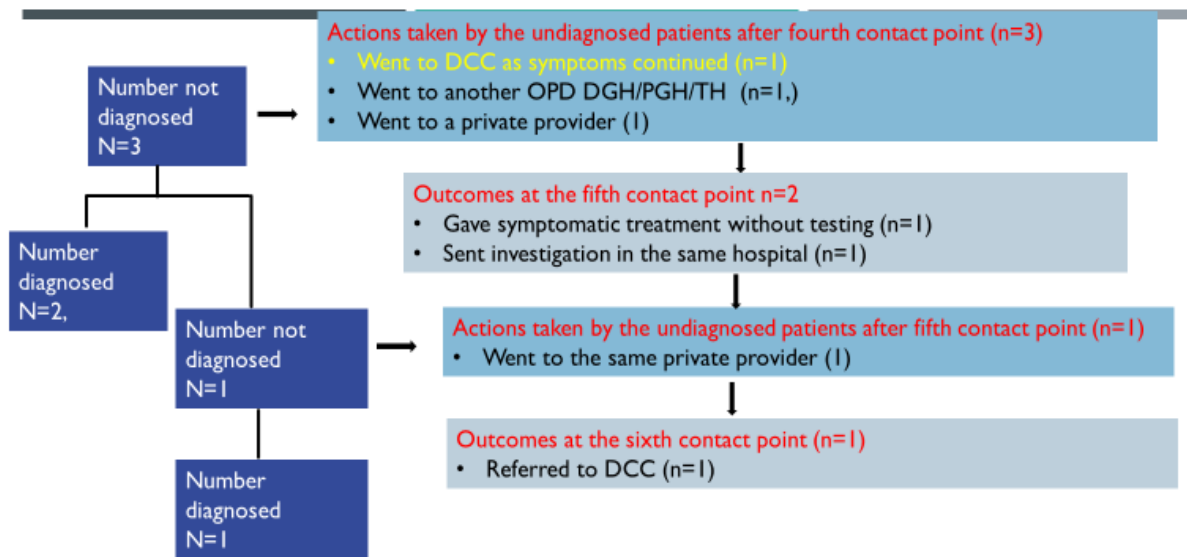 Actions taken by the undiagnosed patients after fourth contact point (n=3)
• Went to DCC as symptoms continued (n=1)
• Went to another OPD DGH/PGH/TH (n=1,)
• Went to a private provider (1)
Number not
diagnosed
N=3
Outcomes at the fifth contact point n=2
• Gave symptomatic treatment without testing (n=1)
• Sent investigation in the same hospital (n=1)
Number
diagnosed
N=2,
Number not
diagnosed
N=1
Actions taken by the undiagnosed patients after fifth contact point (n=1)
• Went to the same private provider (1)
Outcomes at the sixth contact point (n=1)
• Referred to DCC (n=1)
Number
diagnosed
N=1